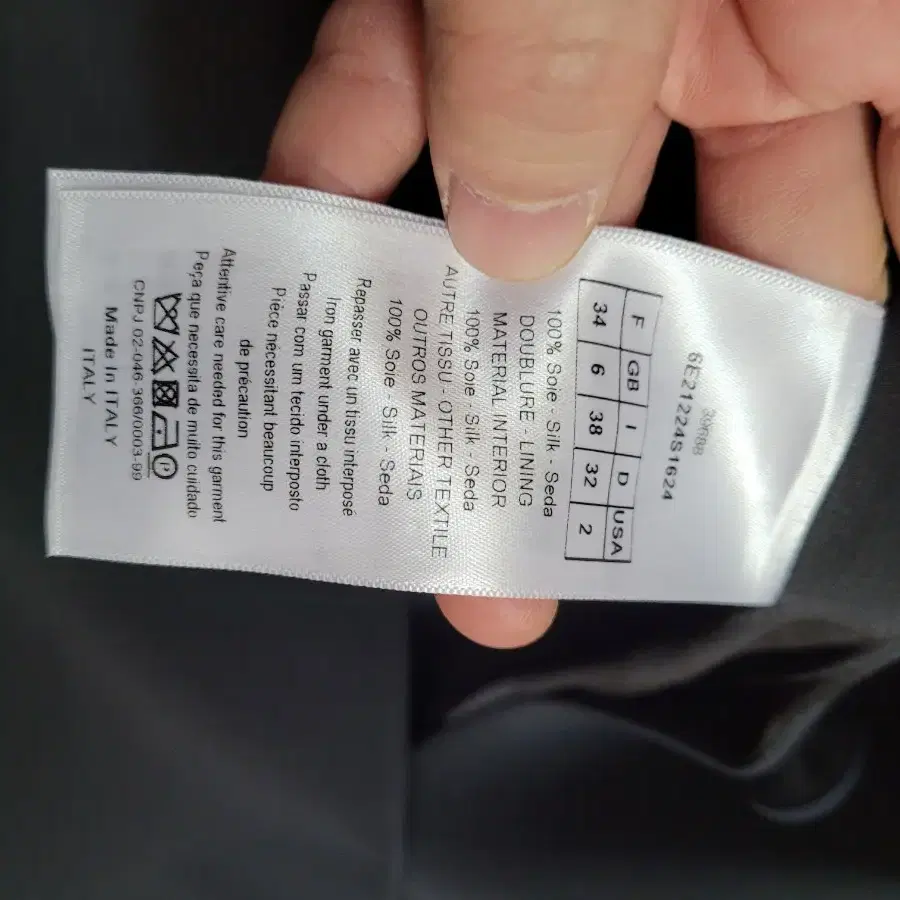 39688
6E21224S1624
F GB I D USA
34 6 38 32 2
100% Soie - Silk - Seda
DOUBLURE - LINING
MATERIAL INTERIOR
100% Soie - Silk - Seda
AUTRE TISSU - OTHER TEXTILE
OUTROS MATERIAIS
100% Soie - Silk - Seda
Repasser avec un tissu interposé
Iron garment under a cloth
Passar com um tecido interposto
Pièce nécessitant beaucoup
de précaution
Attentive care needed for this garment
Peça que necessita de muito cuidado
P
CNPJ 02-046 366/0003-99
Made In ITALY
ITALY